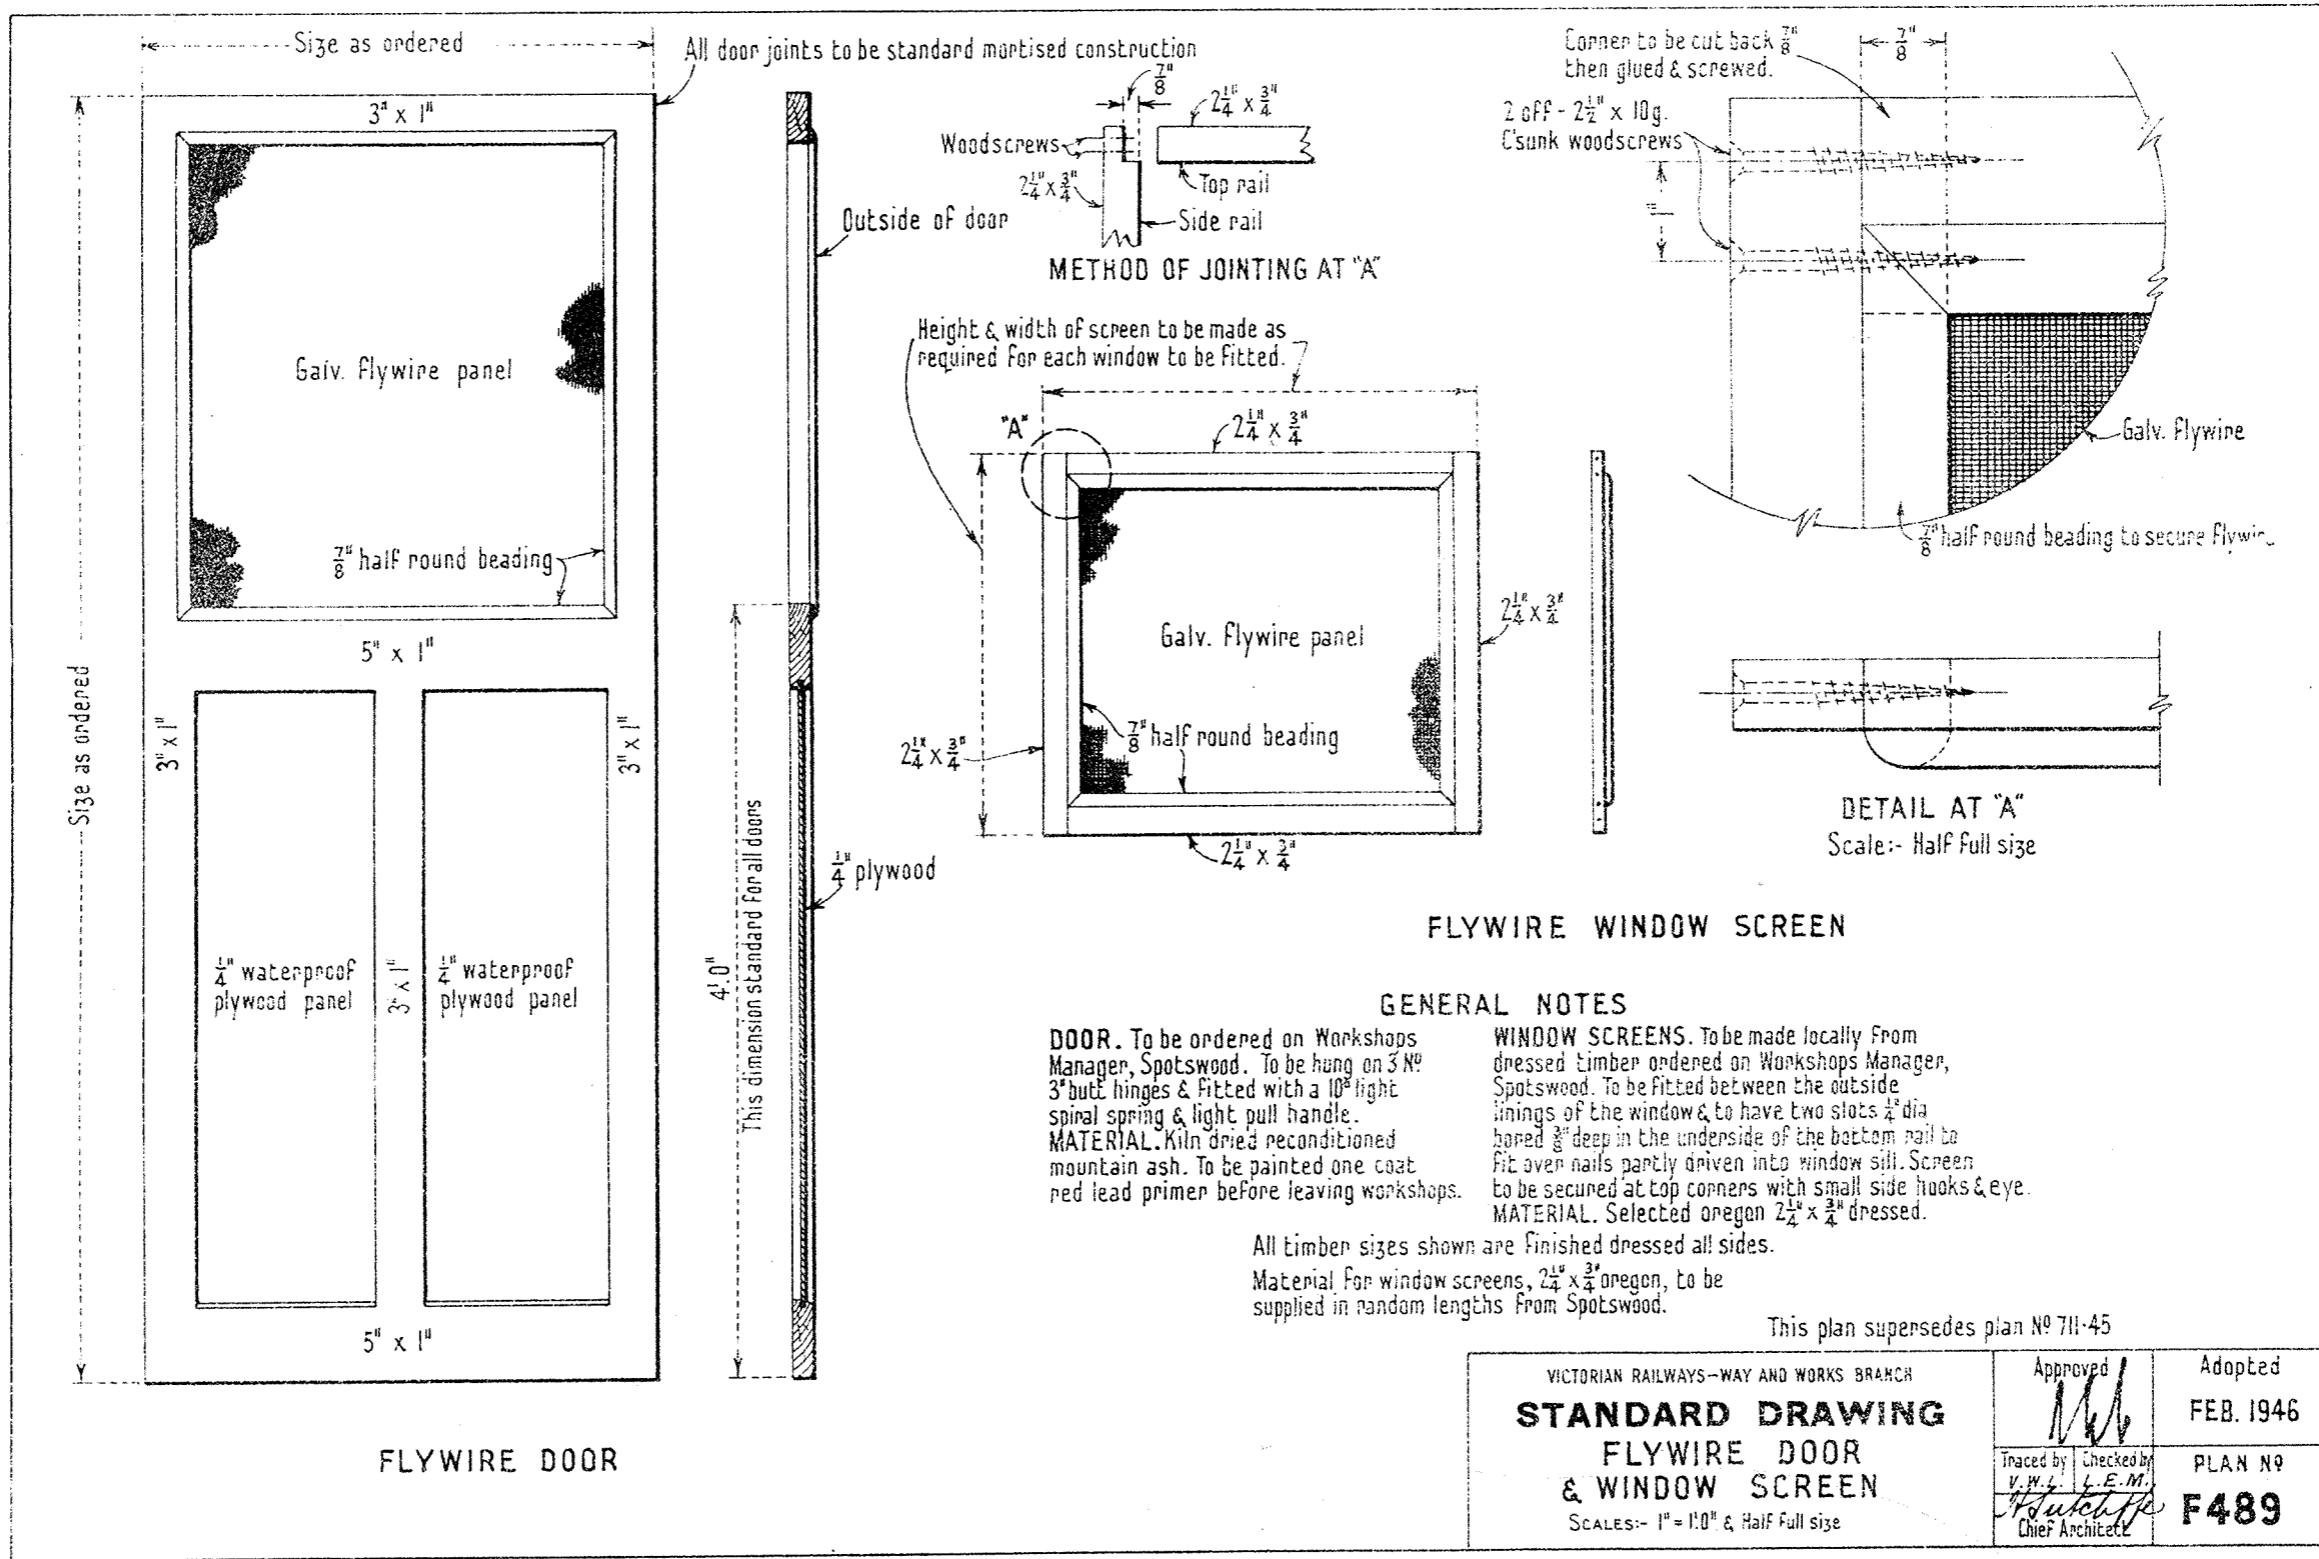 Size as ordered
All door joints to be standard mortised construction
3" x 1"
Galv. flywire panel
7/8" half round beading
5" x 1"
Size as ordered
3" x 1"
3" x 1"
1/4" waterproof
plywood panel
3" x 1"
1/4" waterproof
plywood panel
5" x 1"
FLYWIRE DOOR
Outside of door
4'.0"
This dimension standard for all doors
1/4" plywood
7/8"
2 1/4" x 3/4"
Woodscrews
2 1/4" x 3/4"
Top rail
Side rail
METHOD OF JOINTING AT "A"
Height & width of screen to be made as
required for each window to be fitted.
"A"
2 1/4" x 3/4"
Galv. flywire panel
2 1/4" x 3/4"
7/8" half round beading
2 1/4" x 3/4"
2 1/4" x 3/4"
Corner to be cut back 7/8"
then glued & screwed.
7/8"
2 off - 2 1/2" x 10g.
C'sunk woodscrews
1"
Galv. flywire
7/8" half round beading to secure
DETAIL AT "A"
Scale:- Half full size
FLYWIRE WINDOW SCREEN
GENERAL NOTES
DOOR. To be ordered on Workshops
Manager, Spotswood. To be hung on 3 Nº
3" butt hinges & fitted with a 10" light
spiral spring & light pull handle.
MATERIAL. Kiln dried reconditioned
mountain ash. To be painted one coat
red lead primer before leaving workshops.
WINDOW SCREENS. To be made locally from
dressed timber ordered on Workshops Manager,
Spotswood. To be fitted between the outside
linings of the window & to have two slots 1/4" dia
bored 3/8" deep in the underside of the bottom rail to
fit over nails partly driven into window sill. Screen
to be secured at top corners with small side hooks & eye.
MATERIAL. Selected oregon 2 1/4" x 3/4" dressed.
All timber sizes shown are finished dressed all sides.
Material for window screens, 2 1/4" x 3/4" oregon, to be
supplied in random lengths from Spotswood.
This plan supersedes plan Nº 711·45
VICTORIAN RAILWAYS-WAY AND WORKS BRANCH
STANDARD DRAWING
FLYWIRE DOOR
& WINDOW SCREEN
SCALES:- 1" = 1'.0" & Half full size
Approved
Adopted
FEB. 1946
Traced by
V.W.L.
Checked by
L.E.M.
H Sutcliffe
Chief Architect
PLAN Nº
F489